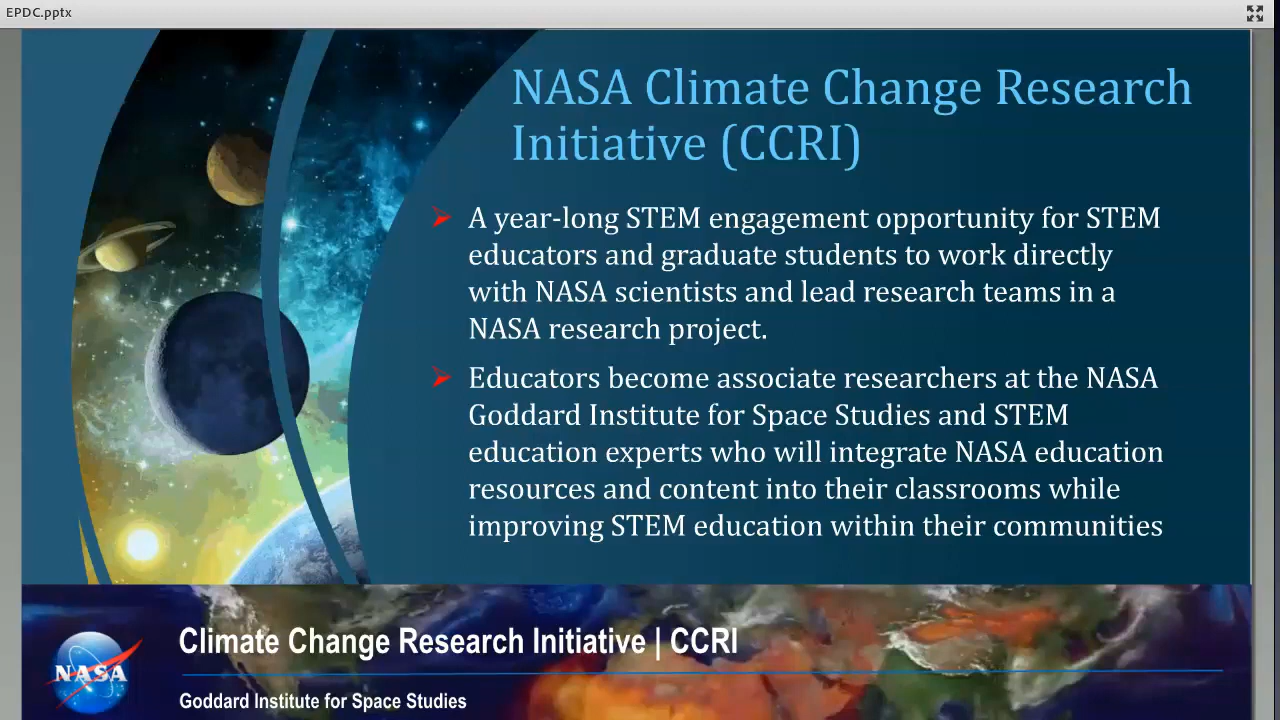 EPDC.pptx
NASA Climate Change Research
Initiative (CCRI)
A year-long STEM engagement opportunity for STEM
educators and graduate students to work directly
with NASA scientists and lead research teams in a
NASA research project.
Educators become associate researchers at the NASA
Goddard Institute for Space Studies and STEM
education experts who will integrate NASA education
resources and content into their classrooms while
improving STEM education within their communities
Climate Change Research Initiative | CCRI
NASA
Goddard Institute for Space Studies